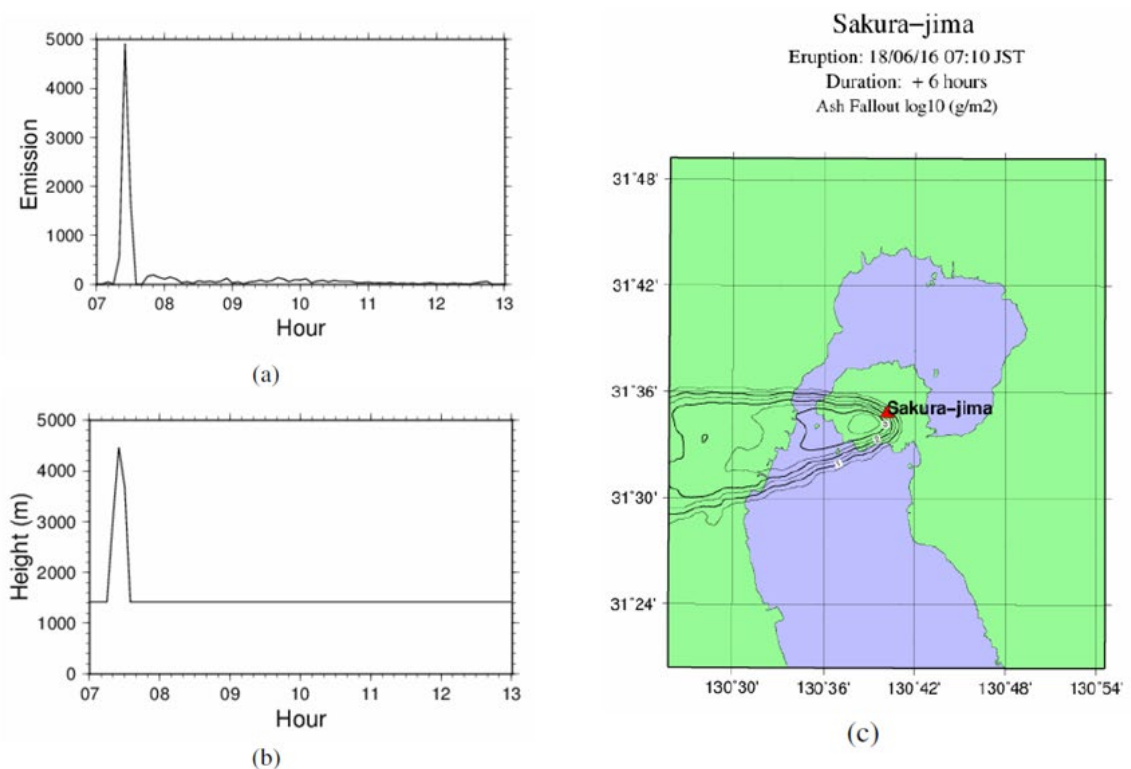 5000
4000
3000
2000
1000
0
Emission
07 08 09 10 11 12 13
Hour
(a)
5000
4000
3000
2000
1000
0
Height (m)
07 08 09 10 11 12 13
Hour
(b)
Sakura–jima
Eruption: 18/06/16 07:10 JST
Duration: + 6 hours
Ash Fallout log10 (g/m2)
31˚48'
31˚42'
31˚36'
31˚30'
31˚24'
Sakura–jima
130˚30' 130˚36' 130˚42' 130˚48' 130˚54'
(c)